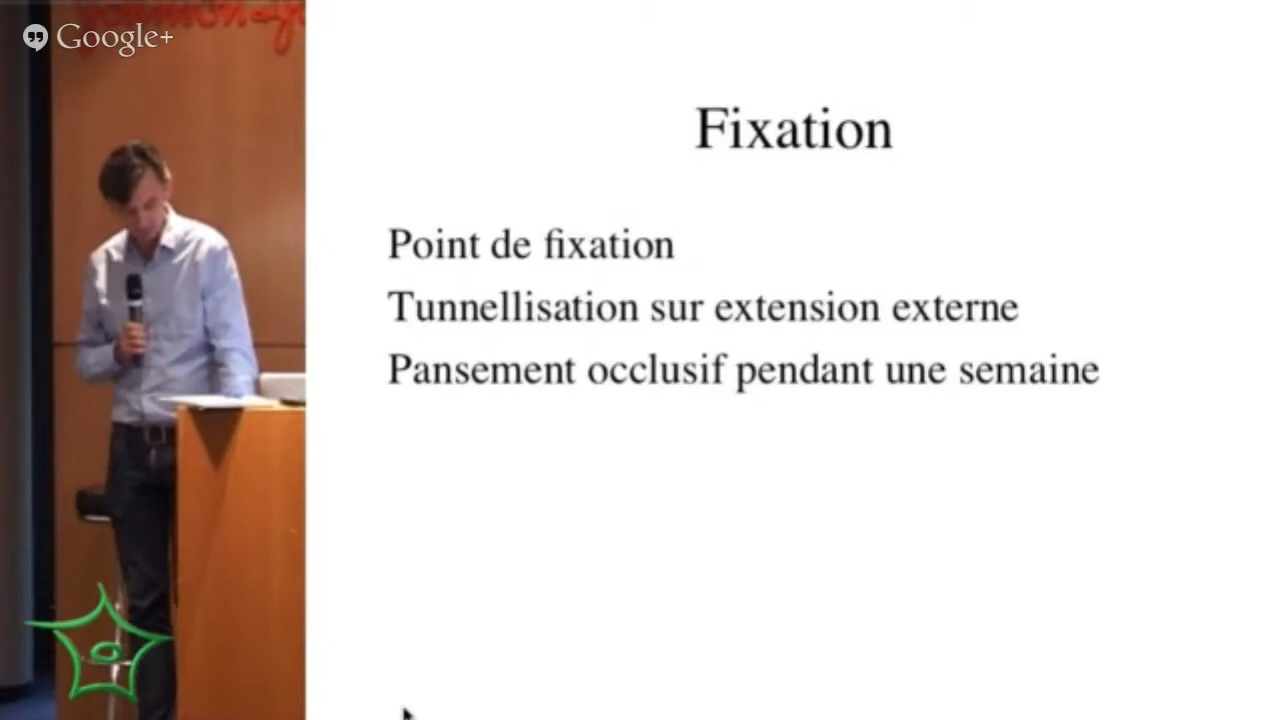 Google+
Fixation
Point de fixation
Tunnellisation sur extension externe
Pansement occlusif pendant une semaine